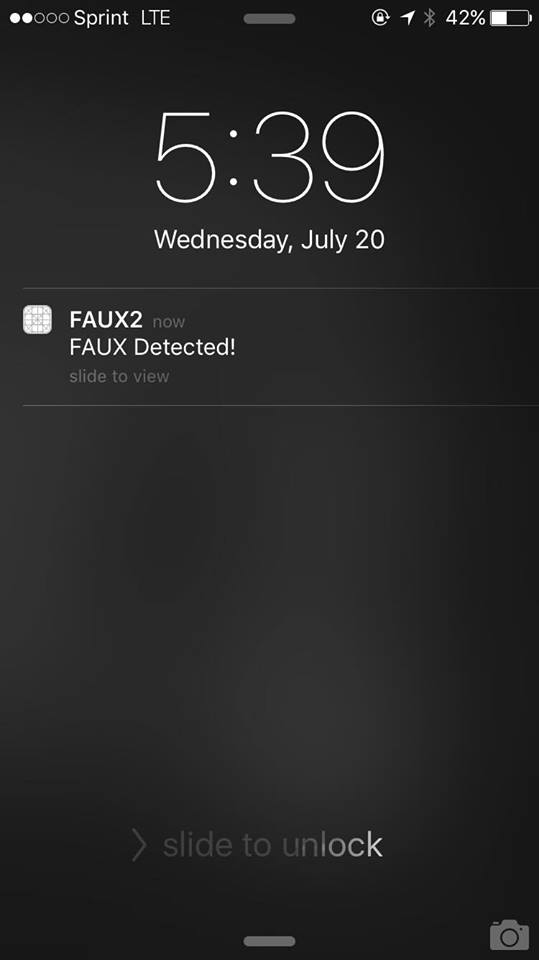 Sprint LTE 42%
5:39
Wednesday, July 20
FAUX2 now
FAUX Detected!
slide to view
slide to unlock